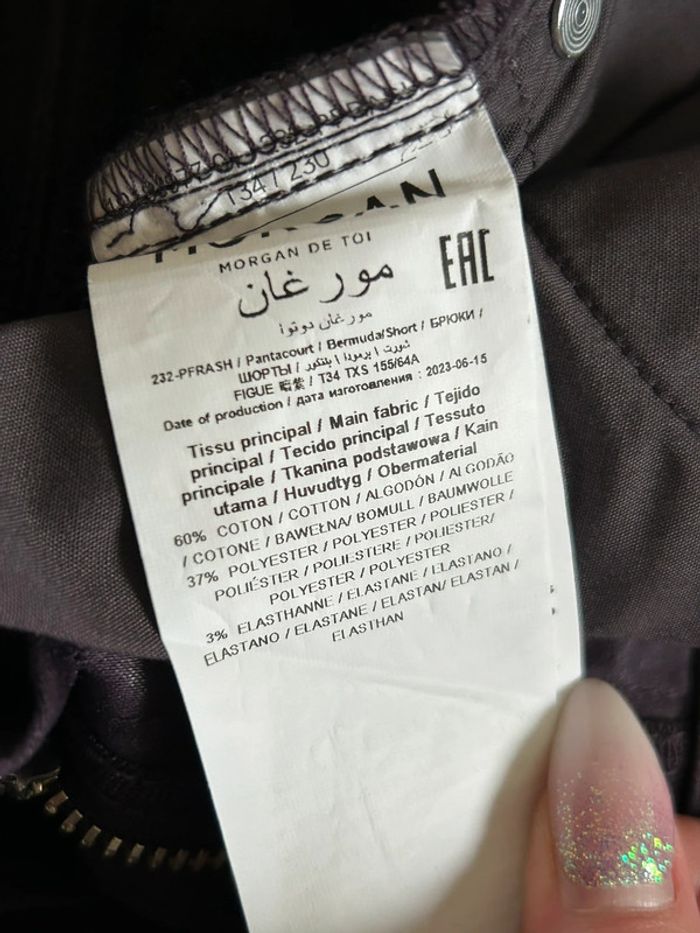 T34 / 230
MORGAN
MORGAN DE TOI
EAC
مورغان
مورغان دوتوا
232-PFRASH / Pantacourt / Bermuda/Short / БРЮКИ /
ШОРТЫ / شورت \ برمودا \ بنتكور
FIGUE / T34 TXS 155/64A
Date of production / дата изготовления : 2023-06-15
Tissu principal / Main fabric / Tejido
principal / Tecido principal / Tessuto
principale / Tkanina podstawowa / Kain
utama / Huvudtyg / Obermaterial
60% COTON / COTTON / ALGODÓN / ALGODÃO
/ COTONE / BAWEŁNA/ BOMULL / BAUMWOLLE
37% POLYESTER / POLYESTER / POLIESTER /
POLIÉSTER / POLIESTERE / POLIESTER/
POLYESTER / POLYESTER
3% ELASTHANNE / ELASTANE / ELASTANO /
ELASTANO / ELASTANE / ELASTAN/ ELASTAN /
ELASTHAN